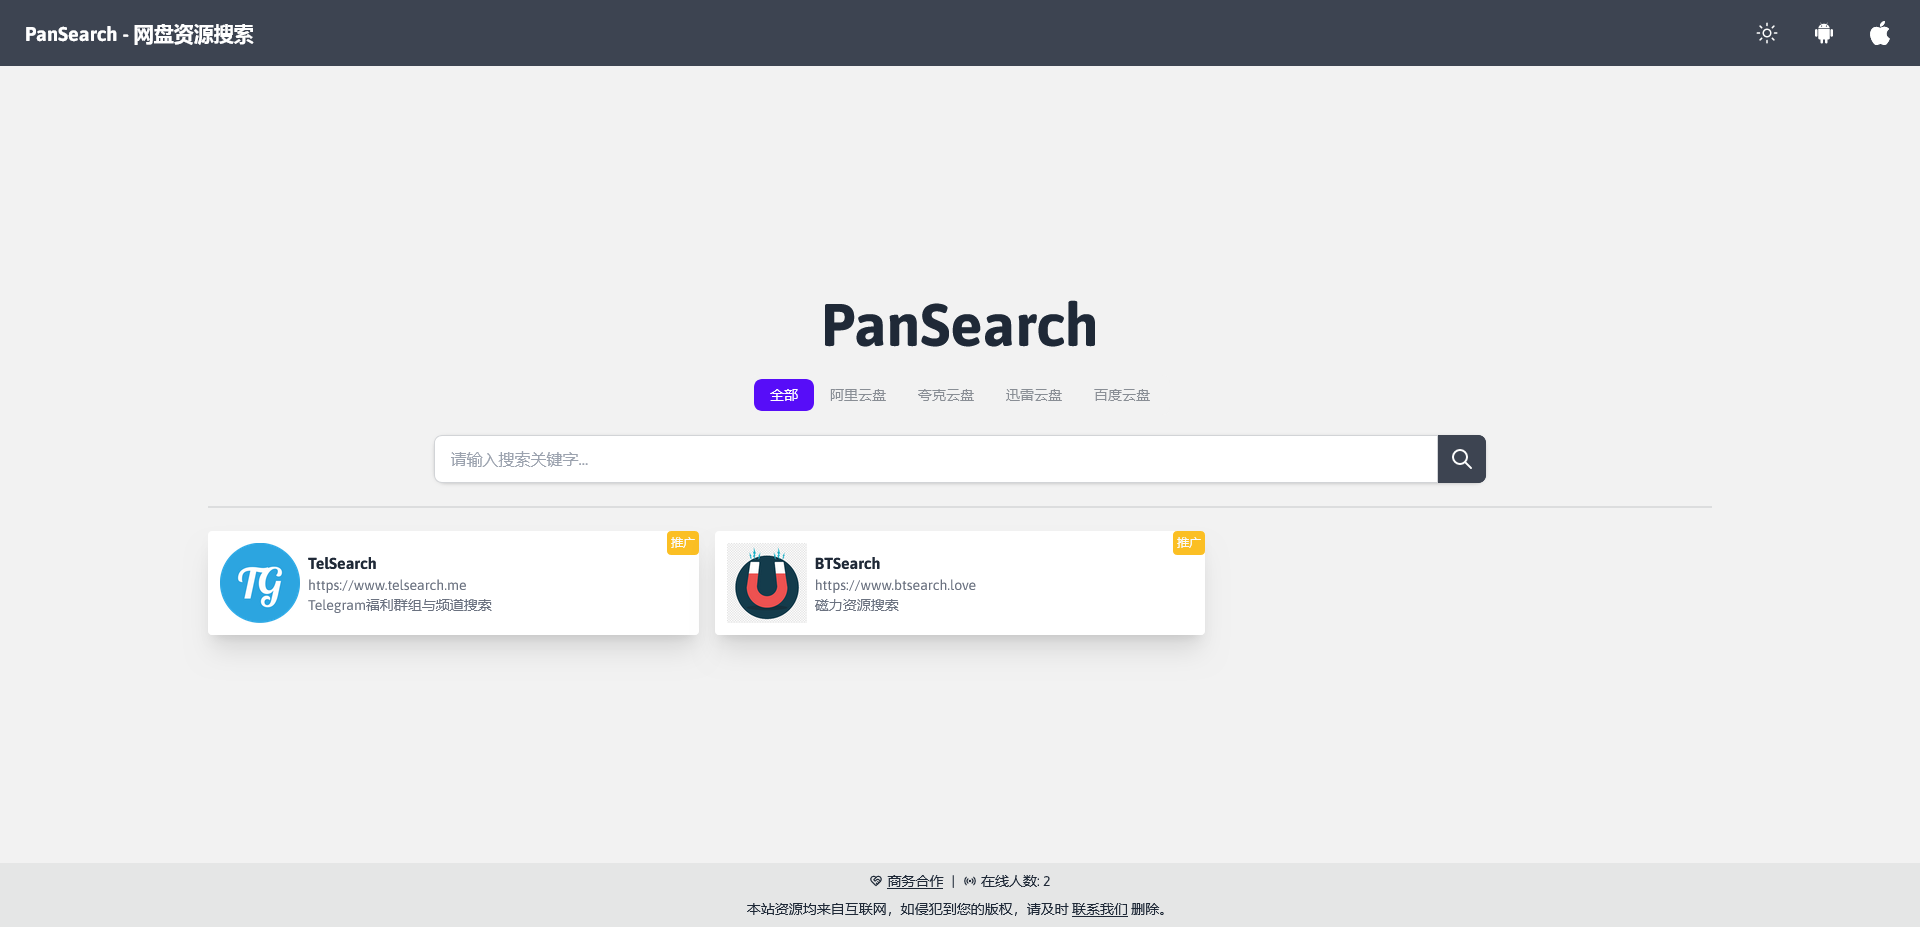 PanSearch - 网盘资源搜索
PanSearch
全部 阿里云盘 夸克云盘 迅雷云盘 百度云盘
请输入搜索关键字...
推广
TG
TelSearch
https://www.telsearch.me
Telegram福利群组与频道搜索
推广
BTSearch
https://www.btsearch.love
磁力资源搜索
商务合作 | 在线人数: 2
本站资源均来自互联网，如侵犯到您的版权，请及时 联系我们 删除。